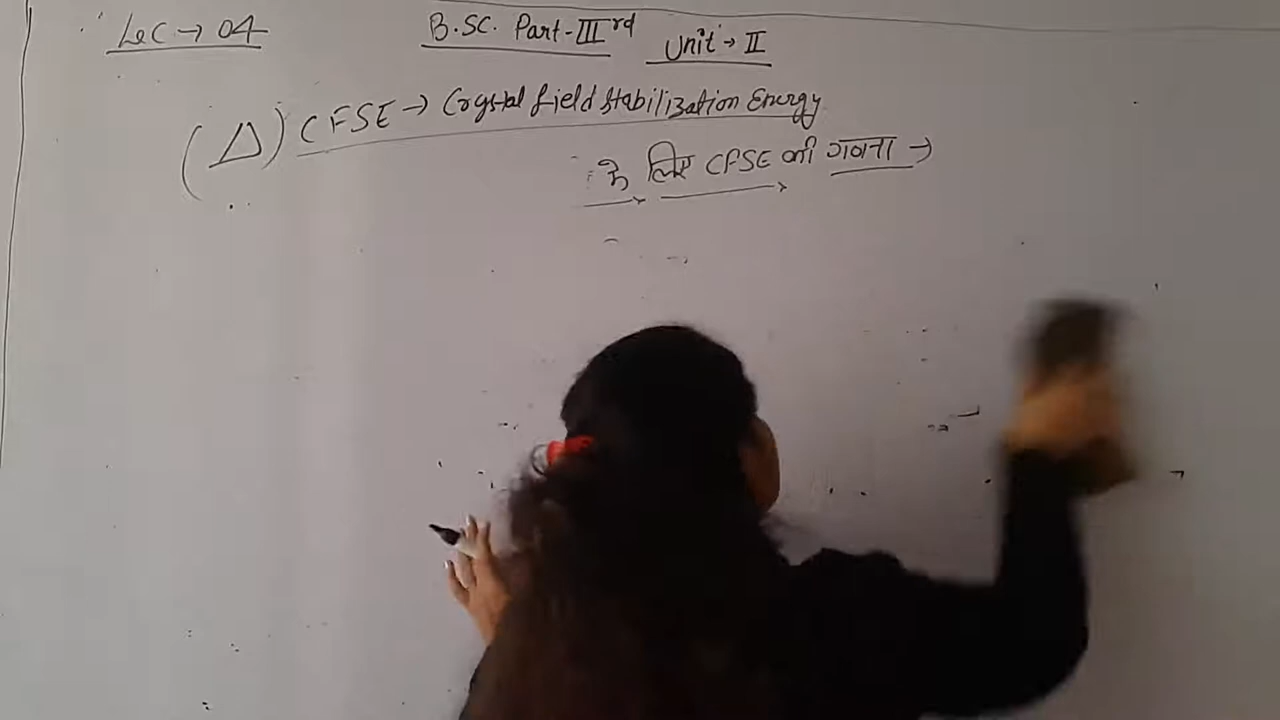 Lec → 04
B.SC. Part-IIIrd
Unit → II
(Δ) CFSE → Crystal field Stabilization Energy
के लिए CFSE की गणना →